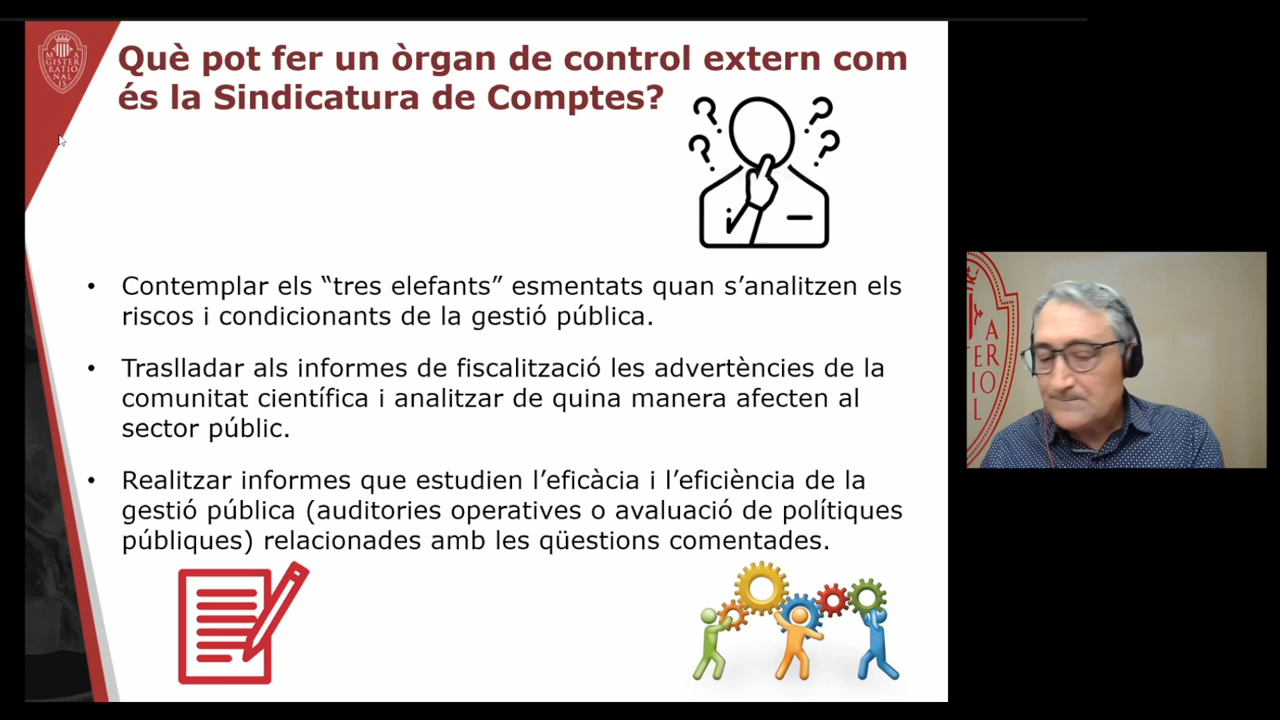 Què pot fer un òrgan de control extern com
és la Sindicatura de Comptes?
• Contemplar els “tres elefants” esmentats quan s’analitzen els
riscos i condicionants de la gestió pública.
• Traslladar als informes de fiscalització les advertències de la
comunitat científica i analitzar de quina manera afecten al
sector públic.
• Realitzar informes que estudien l’eficàcia i l’eficiència de la
gestió pública (auditories operatives o avaluació de polítiques
públiques) relacionades amb les qüestions comentades.